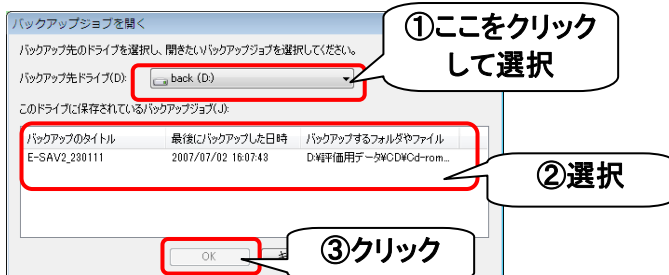 バックアップジョブを開く
①ここをクリック
して選択
バックアップ先のドライブを選択し、開きたいバックアップジョブを選択してください。
バックアップ先ドライブ(D):
back (D:)
このドライブに保存されているバックアップジョブ(J):
バックアップのタイトル 最後にバックアップした日時 バックアップするフォルダやファイル
E-SAV2_230111 2007/07/02 16:07:43 D:¥評価用データ¥CD¥Cd-rom...
②選択
OK
③クリック